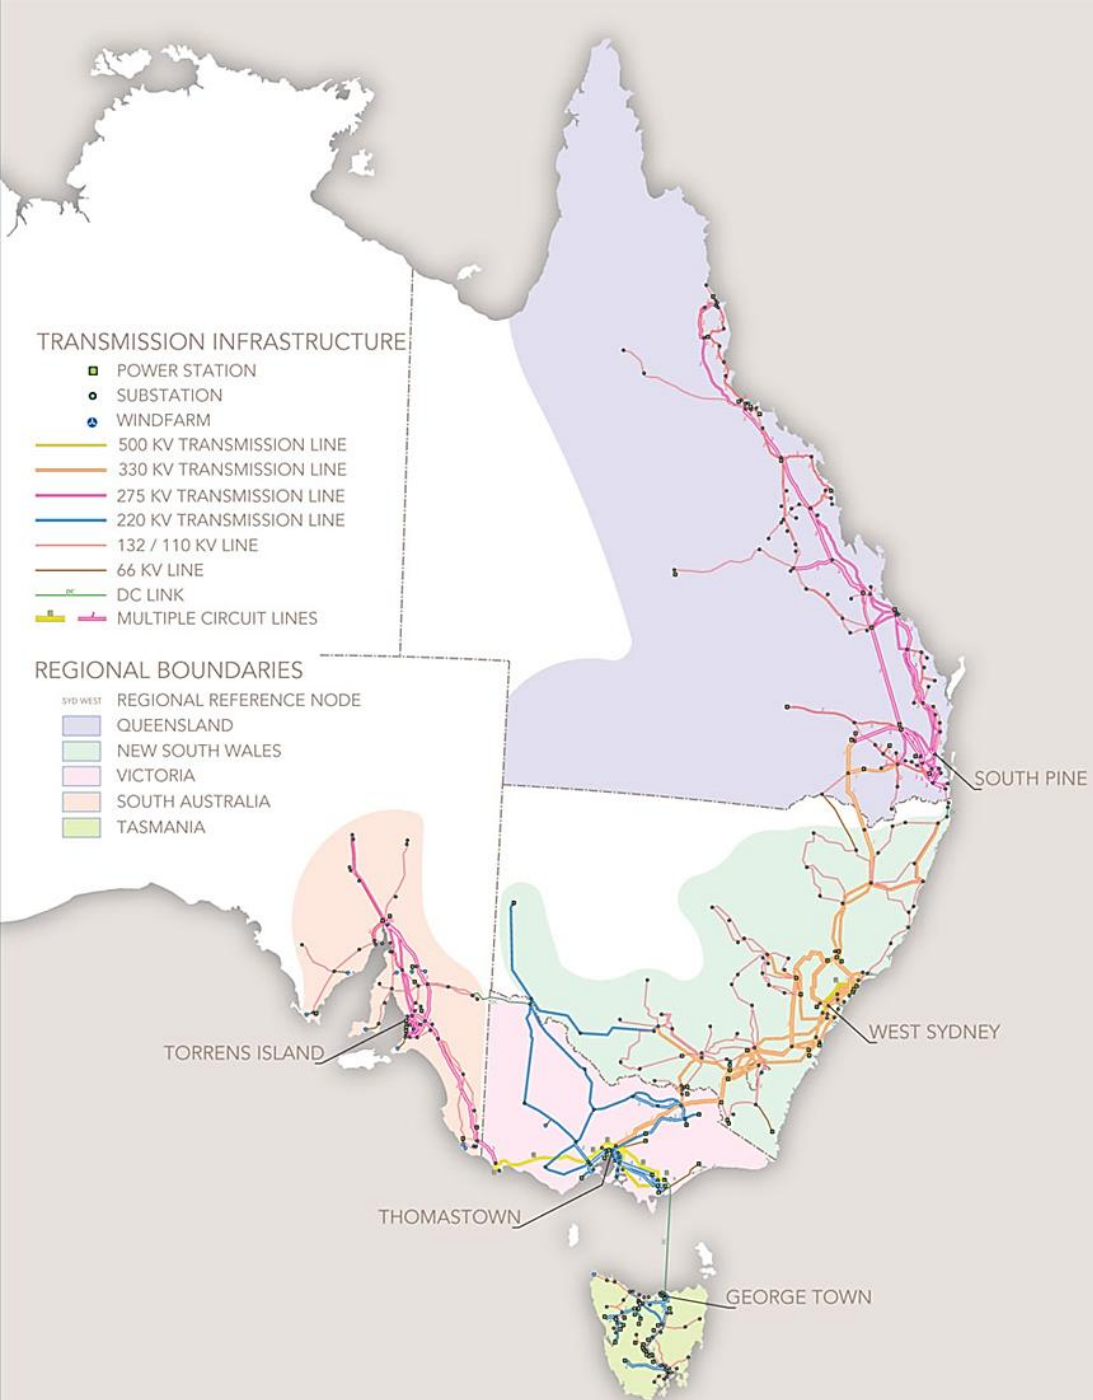 TRANSMISSION INFRASTRUCTURE
POWER STATION
SUBSTATION
WINDFARM
500 KV TRANSMISSION LINE
330 KV TRANSMISSION LINE
275 KV TRANSMISSION LINE
220 KV TRANSMISSION LINE
132 / 110 KV LINE
66 KV LINE
DC LINK
MULTIPLE CIRCUIT LINES
REGIONAL BOUNDARIES
SYD WEST REGIONAL REFERENCE NODE
QUEENSLAND
NEW SOUTH WALES
VICTORIA
SOUTH AUSTRALIA
TASMANIA
SOUTH PINE
WEST SYDNEY
TORRENS ISLAND
THOMASTOWN
GEORGE TOWN